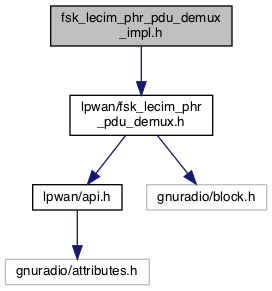 fsk_lecim_phr_pdu_demux
_impl.h
lpwan/fsk_lecim_phr
_pdu_demux.h
lpwan/api.h
gnuradio/block.h
gnuradio/attributes.h